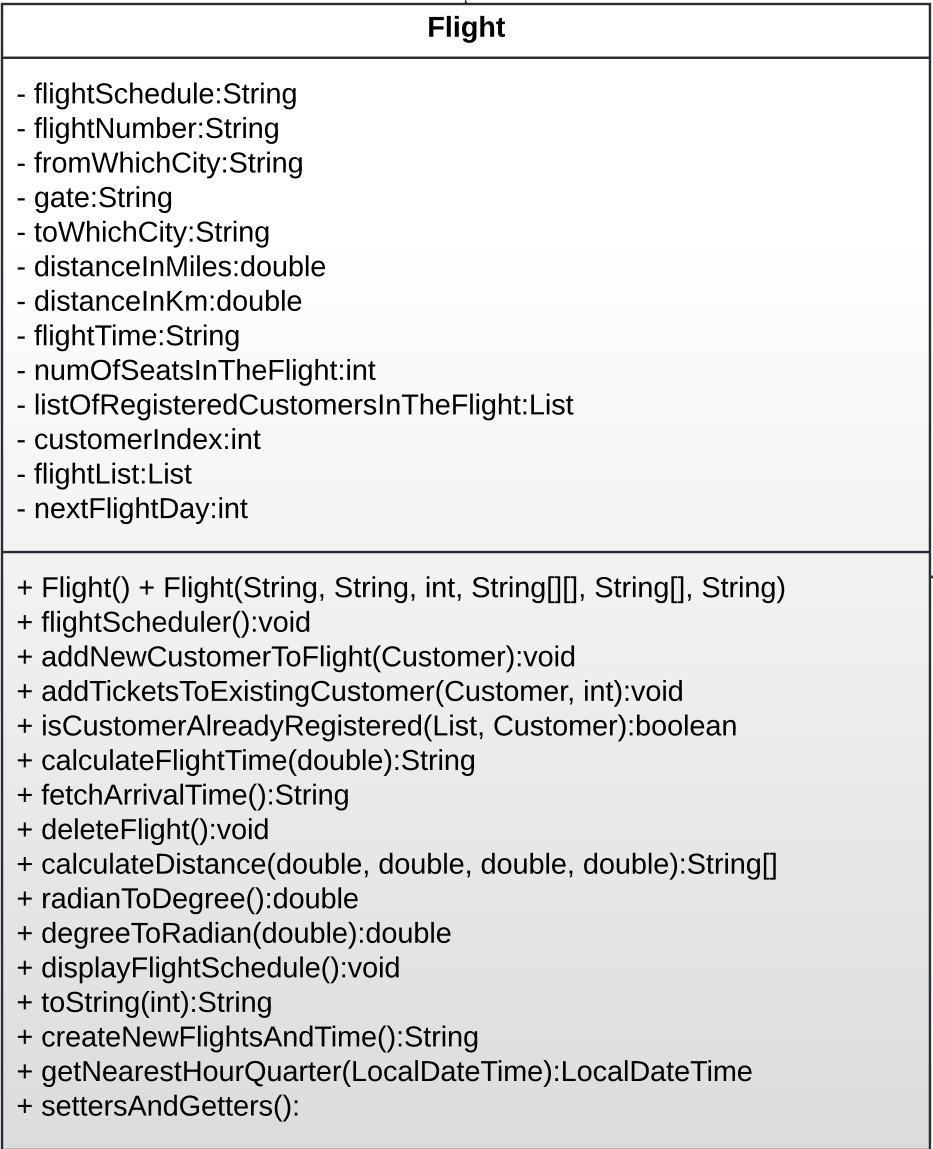 Flight
- flightSchedule:String
- flightNumber:String
- fromWhichCity:String
- gate:String
- toWhichCity:String
- distanceInMiles:double
- distanceInKm:double
- flightTime:String
- numOfSeatsInTheFlight:int
- listOfRegisteredCustomersInTheFlight:List
- customerIndex:int
- flightList:List
- nextFlightDay:int
+ Flight() + Flight(String, String, int, String[][], String[], String)
+ flightScheduler():void
+ addNewCustomerToFlight(Customer):void
+ addTicketsToExistingCustomer(Customer, int):void
+ isCustomerAlreadyRegistered(List, Customer):boolean
+ calculateFlightTime(double):String
+ fetchArrivalTime():String
+ deleteFlight():void
+ calculateDistance(double, double, double, double):String[]
+ radianToDegree():double
+ degreeToRadian(double):double
+ displayFlightSchedule():void
+ toString(int):String
+ createNewFlightsAndTime():String
+ getNearestHourQuarter(LocalDateTime):LocalDateTime
+ settersAndGetters():